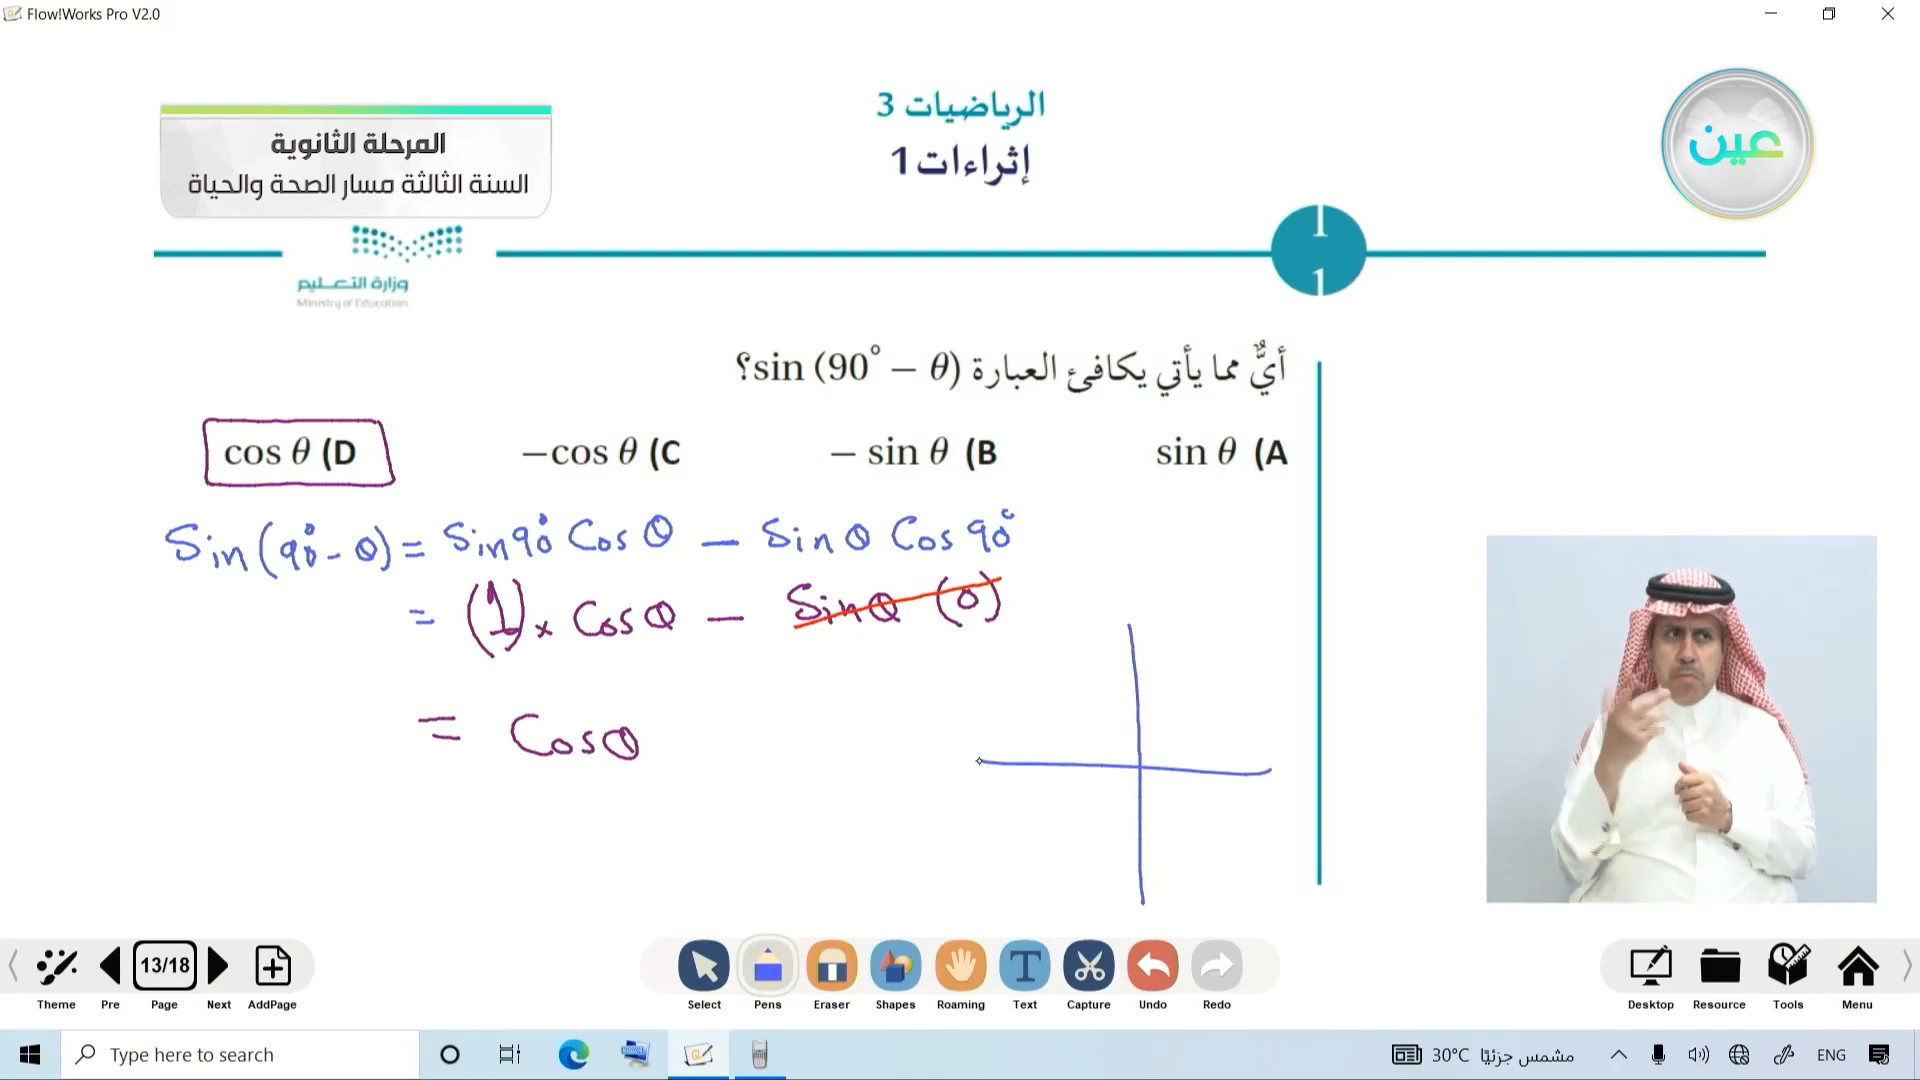 Flow!Works Pro V2.0
الرياضيات 3
إثراءات 1
المرحلة الثانوية
السنة الثالثة مسار الصحة والحياة
عين
وزارة التعليم
Ministry of Education
1
1
أيٌّ مما يأتي يكافئ العبارة sin (90° − θ)؟
sin θ (A
− sin θ (B
−cos θ (C
cos θ (D
Sin(90° - θ) = Sin90° Cos θ − Sin θ Cos 90°
= (1) × Cos θ − Sin θ (0)
= Cos θ
13/18
Theme Pre Page Next AddPage
Select Pens Eraser Shapes Roaming Text Capture Undo Redo
Desktop Resource Tools Menu
Type here to search
30°C مشمس جزئيًا
ENG